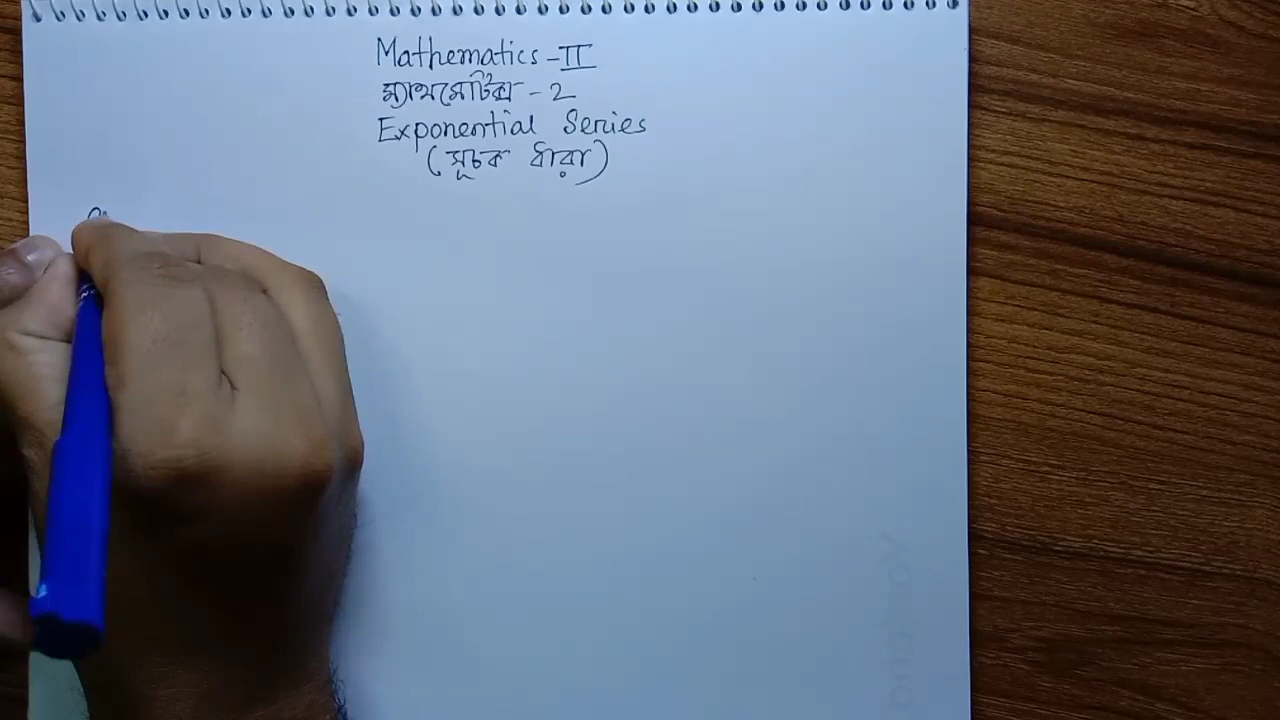 Mathematics - II
ম্যাথমেটিক্স - 2
Exponential Series
(সূচক ধারা)